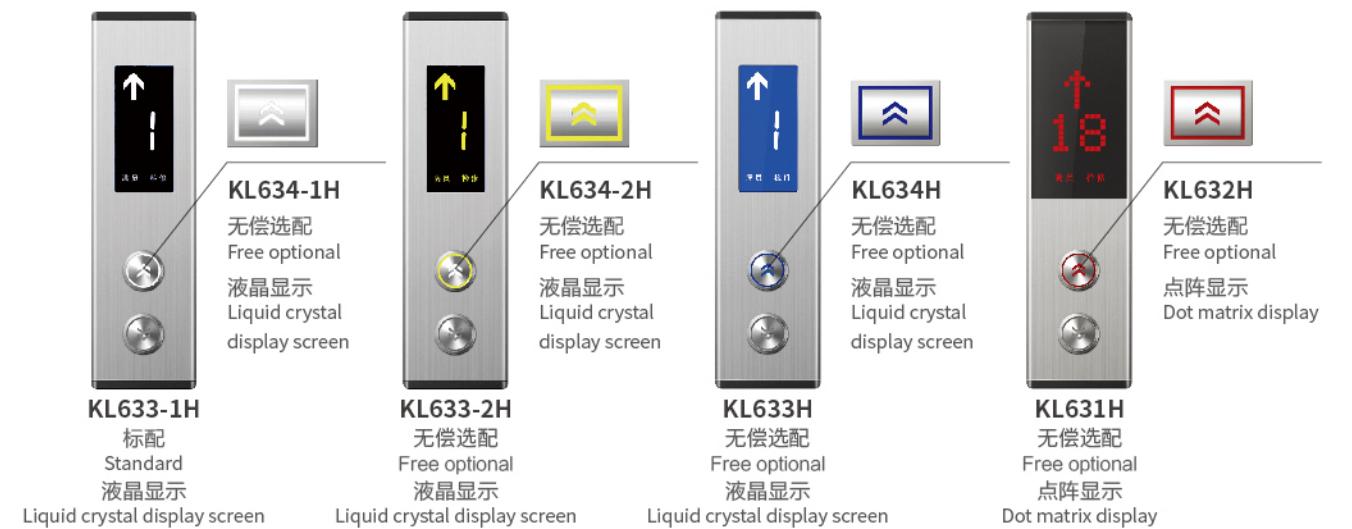 1
1
1
18
KL634-1H
无偿选配
Free optional
液晶显示
Liquid crystal
display screen
KL634-2H
无偿选配
Free optional
液晶显示
Liquid crystal
display screen
KL634H
无偿选配
Free optional
液晶显示
Liquid crystal
display screen
KL632H
无偿选配
Free optional
点阵显示
Dot matrix display
KL633-1H
标配
Standard
液晶显示
Liquid crystal display screen
KL633-2H
无偿选配
Free optional
液晶显示
Liquid crystal display screen
KL633H
无偿选配
Free optional
液晶显示
Liquid crystal display screen
KL631H
无偿选配
Free optional
点阵显示
Dot matrix display